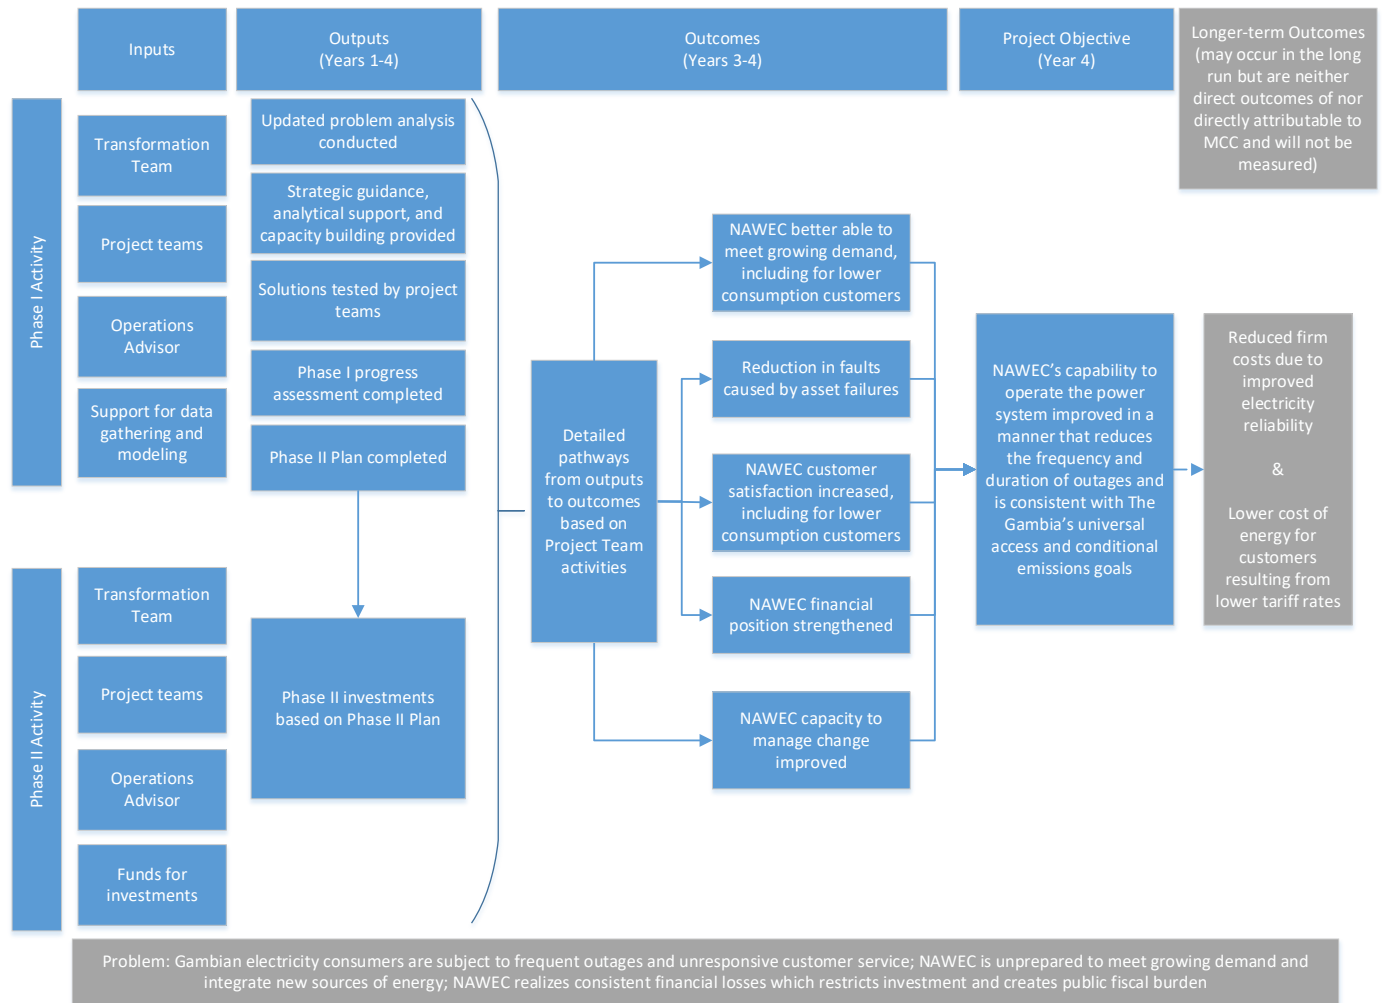 Inputs
Outputs
(Years 1-4)
Outcomes
(Years 3-4)
Project Objective
(Year 4)
Longer-term Outcomes
(may occur in the long
run but are neither
direct outcomes of nor
directly attributable to
MCC and will not be
measured)
Phase I Activity
Transformation
Team
Project teams
Operations
Advisor
Support for data
gathering and
modeling
Updated problem analysis
conducted
Strategic guidance,
analytical support, and
capacity building provided
Solutions tested by project
teams
Phase I progress
assessment completed
Phase II Plan completed
Phase II Activity
Transformation
Team
Project teams
Operations
Advisor
Funds for
investments
Phase II investments
based on Phase II Plan
Detailed
pathways
from outputs
to outcomes
based on
Project Team
activities
NAWEC better able to
meet growing demand,
including for lower
consumption customers
Reduction in faults
caused by asset failures
NAWEC customer
satisfaction increased,
including for lower
consumption customers
NAWEC financial
position strengthened
NAWEC capacity to
manage change
improved
NAWEC’s capability to
operate the power
system improved in a
manner that reduces
the frequency and
duration of outages and
is consistent with The
Gambia’s universal
access and conditional
emissions goals
Reduced firm
costs due to
improved
electricity
reliability
&
Lower cost of
energy for
customers
resulting from
lower tariff rates
Problem: Gambian electricity consumers are subject to frequent outages and unresponsive customer service; NAWEC is unprepared to meet growing demand and
integrate new sources of energy; NAWEC realizes consistent financial losses which restricts investment and creates public fiscal burden